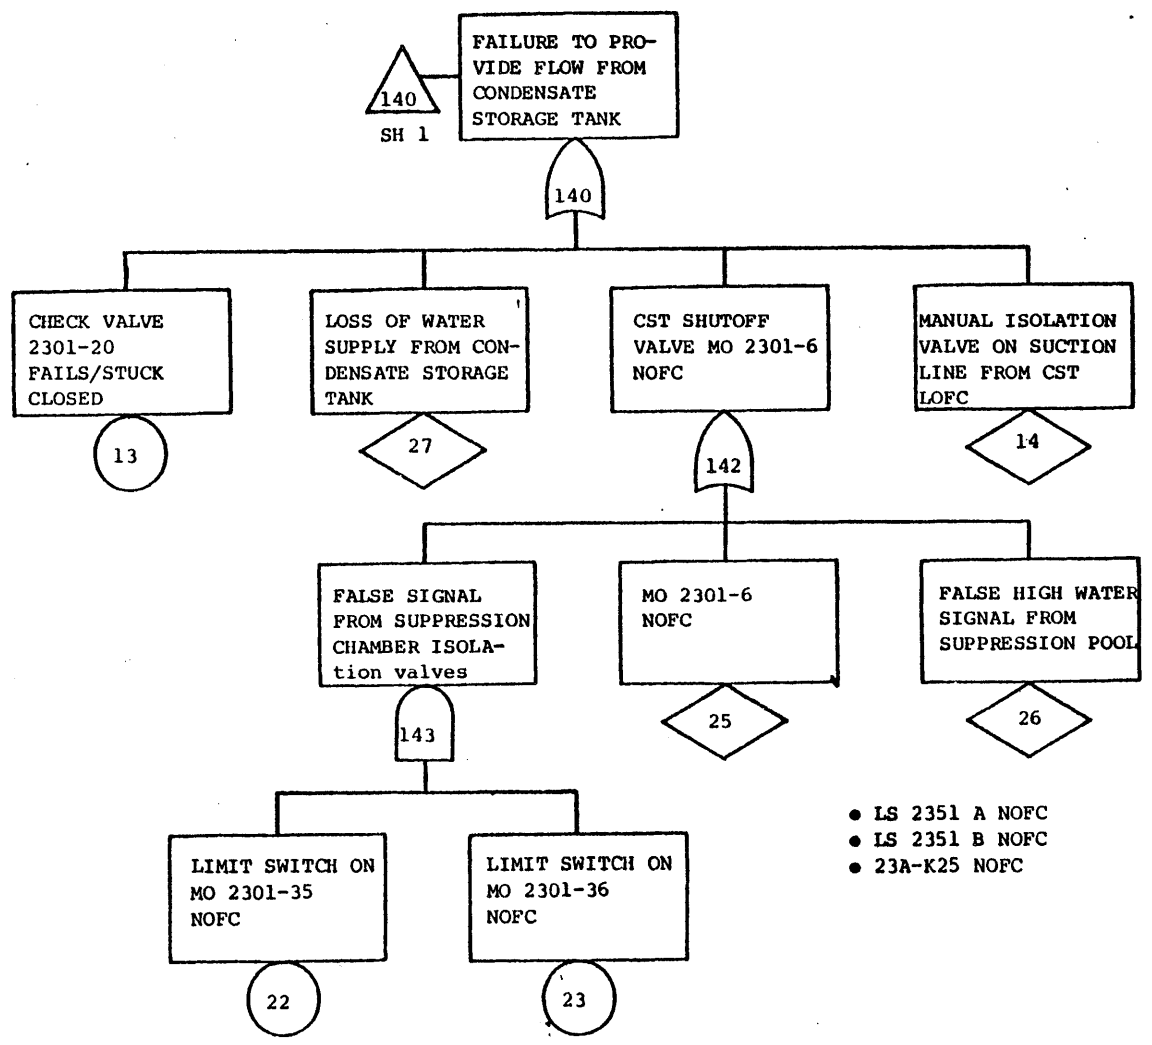 FAILURE TO PRO-
VIDE FLOW FROM
CONDENSATE
STORAGE TANK
140
SH 1
140
CHECK VALVE
2301-20
FAILS/STUCK
CLOSED
13
LOSS OF WATER
SUPPLY FROM CON-
DENSATE STORAGE
TANK
27
CST SHUTOFF
VALVE MO 2301-6
NOFC
142
MANUAL ISOLATION
VALVE ON SUCTION
LINE FROM CST
LOFC
14
FALSE SIGNAL
FROM SUPPRESSION
CHAMBER ISOLA-
tion valves
143
MO 2301-6
NOFC
25
FALSE HIGH WATER
SIGNAL FROM
SUPPRESSION POOL
26
● LS 2351 A NOFC
● LS 2351 B NOFC
● 23A-K25 NOFC
LIMIT SWITCH ON
MO 2301-35
NOFC
22
LIMIT SWITCH ON
MO 2301-36
NOFC
23